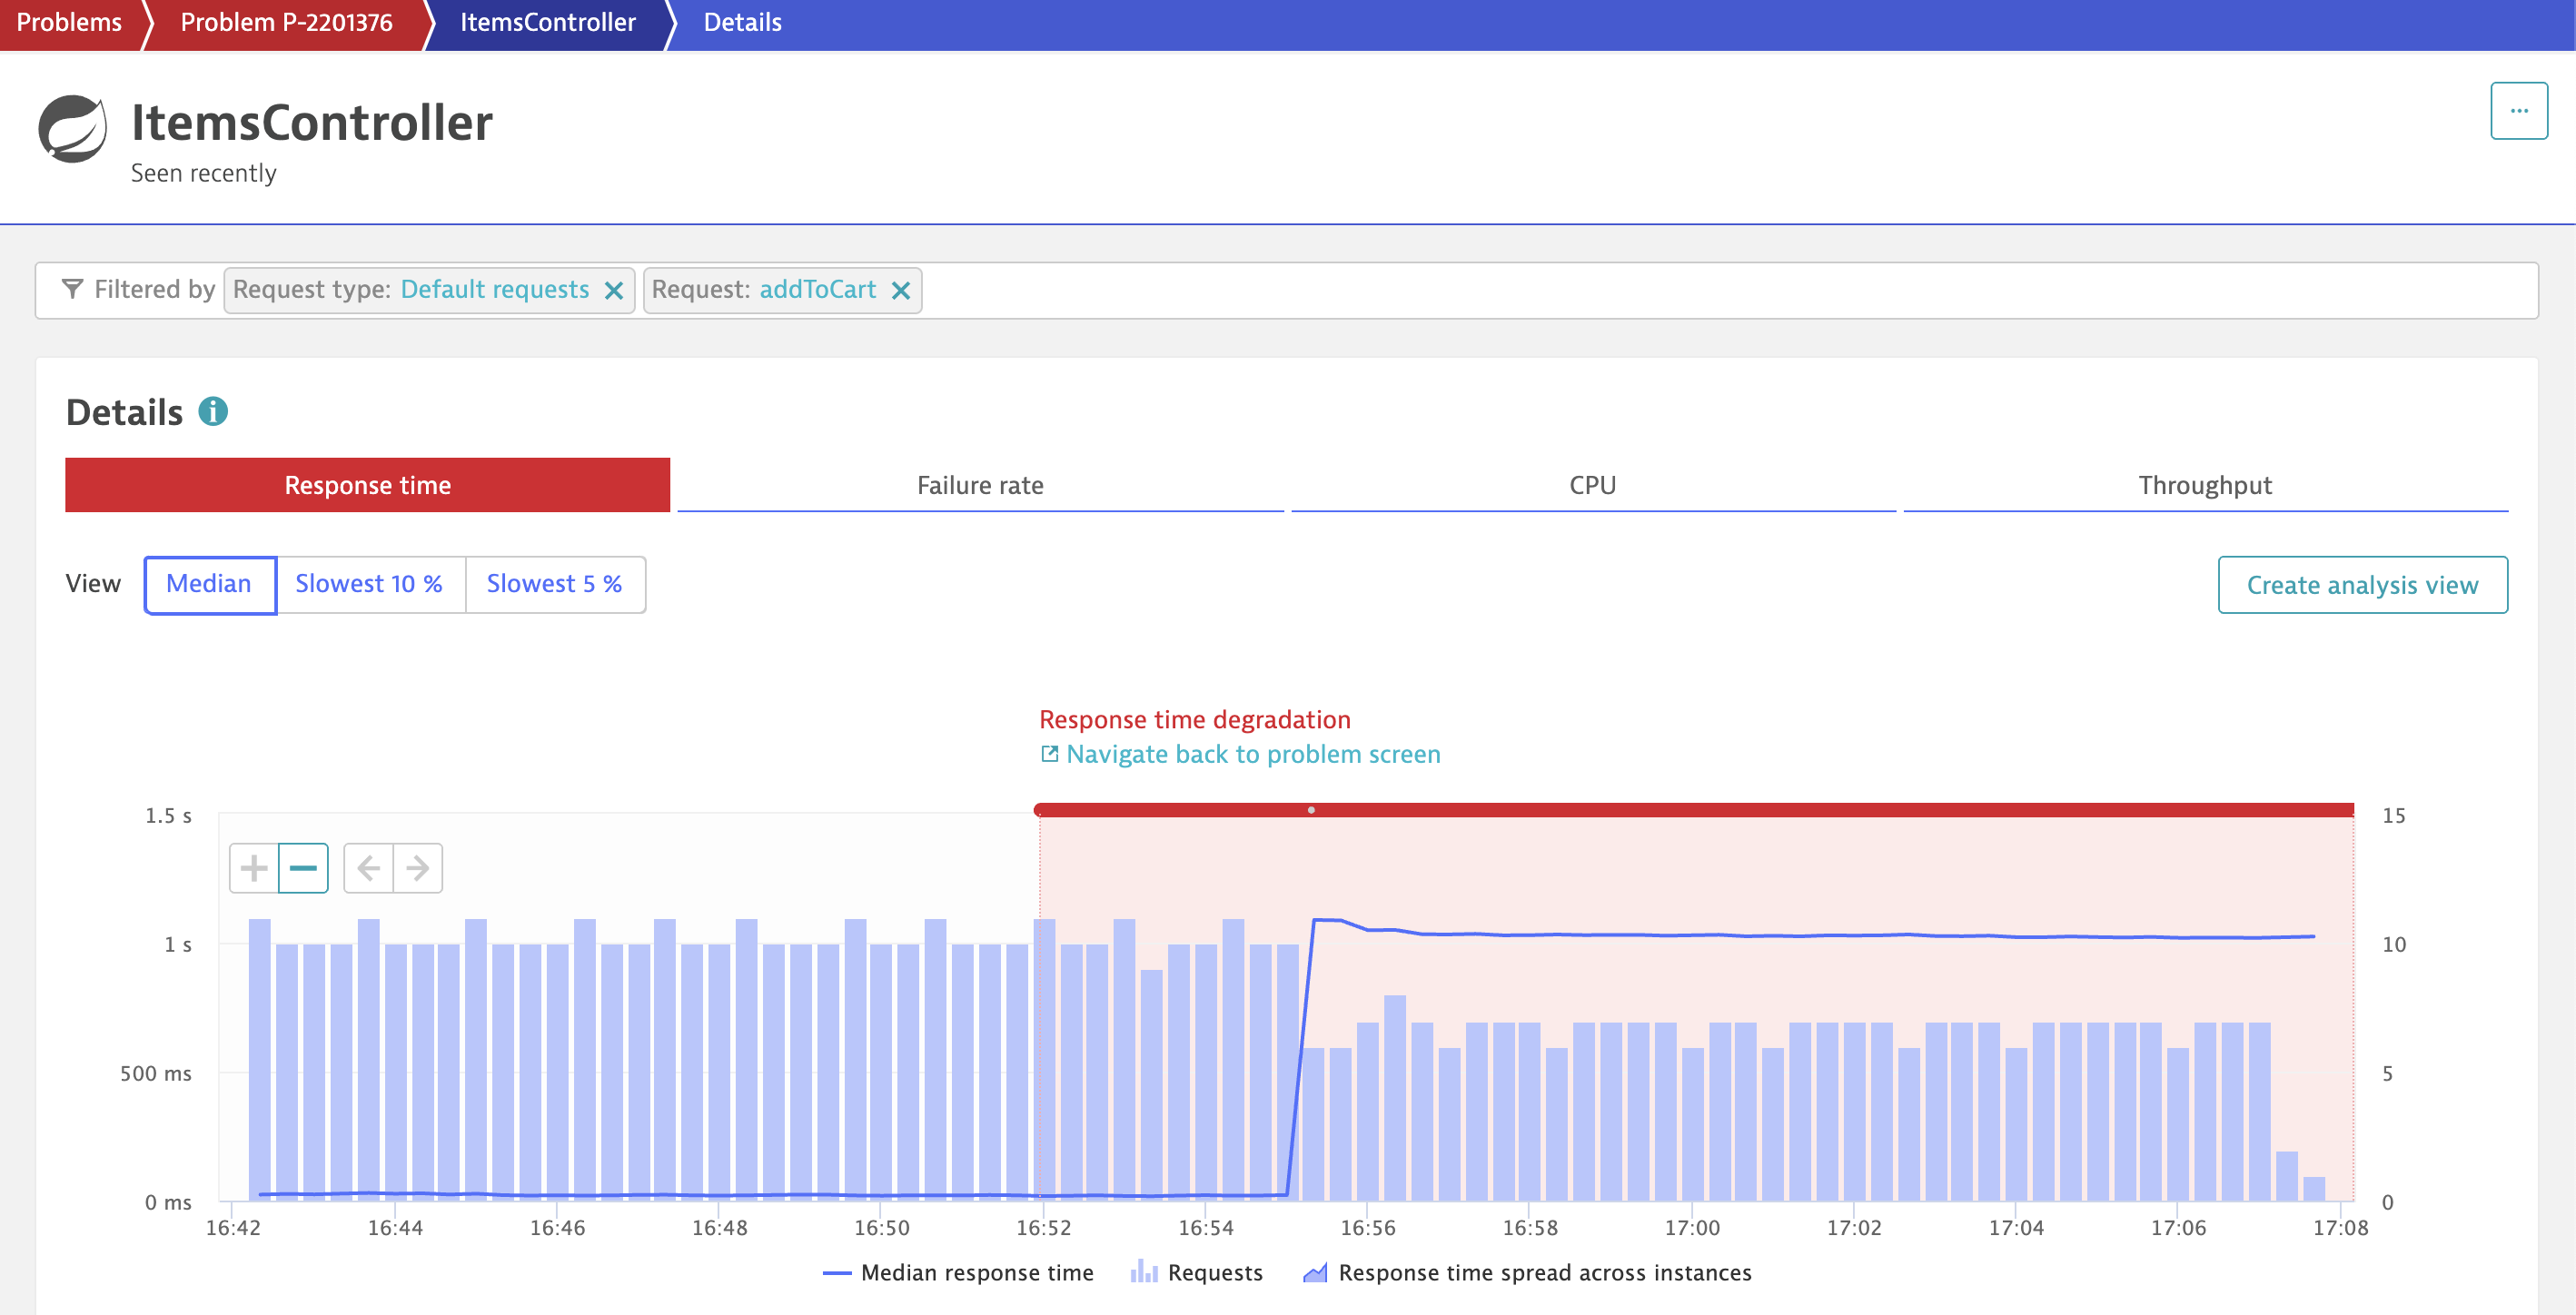 Problems Problem P-2201376 ItemsController Details
ItemsController
Seen recently
...
Filtered by Request type: Default requests Request: addToCart
Details
Response time Failure rate CPU Throughput
View Median Slowest 10 % Slowest 5 % Create analysis view
Response time degradation
Navigate back to problem screen
1.5 s 15
1 s 10
500 ms 5
0 ms 0
16:42 16:44 16:46 16:48 16:50 16:52 16:54 16:56 16:58 17:00 17:02 17:04 17:06 17:08
Median response time Requests Response time spread across instances